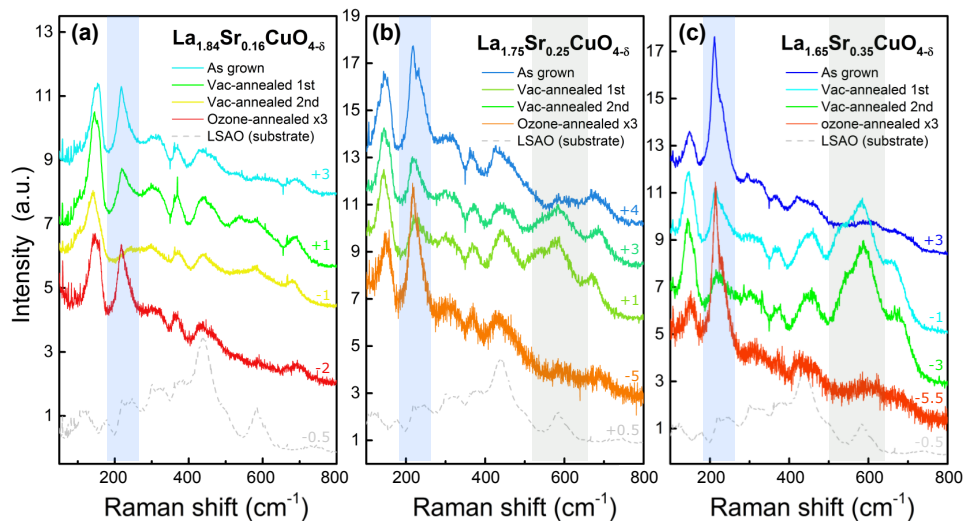 (a)
La1.84Sr0.16CuO4-δ
As grown
Vac-annealed 1st
Vac-annealed 2nd
Ozone-annealed x3
LSAO (substrate)
+3
+1
-1
-2
-0.5
13
11
9
7
5
3
1
200
400
600
800
Raman shift (cm-1)
Intensity (a.u.)
(b)
La1.75Sr0.25CuO4-δ
As grown
Vac-annealed 1st
Vac-annealed 2nd
Ozone-annealed x3
LSAO (substrate)
+4
+3
+1
-5
+0.5
19
17
15
13
11
9
7
5
3
1
200
400
600
800
Raman shift (cm-1)
(c)
La1.65Sr0.35CuO4-δ
As grown
Vac-annealed 1st
Vac-annealed 2nd
ozone-annealed x3
LSAO (substrate)
+3
-1
-3
-5.5
-0.5
17
15
13
11
9
7
5
3
1
200
400
600
800
Raman shift (cm-1)